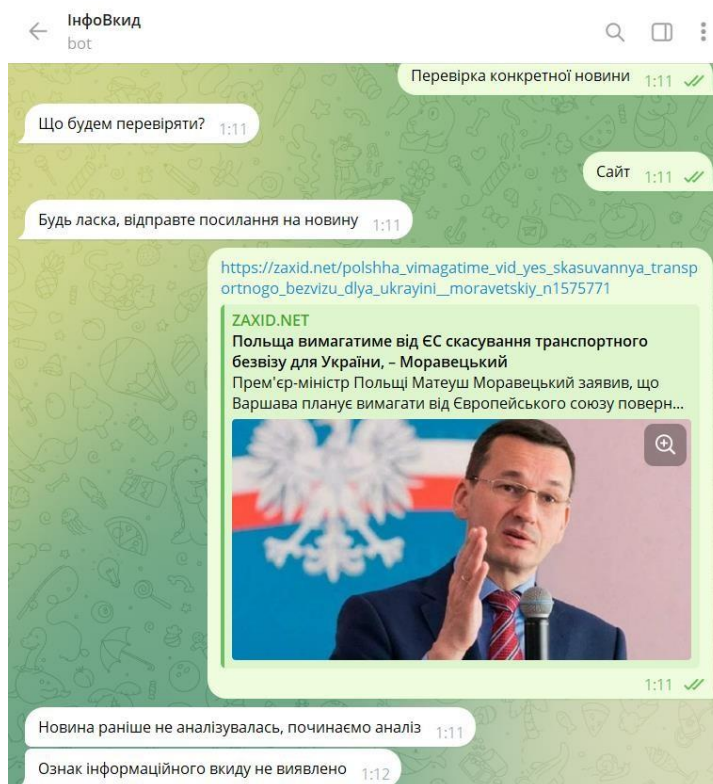 ІнфоВкид
bot
Перевірка конкретної новини 1:11
Що будем перевіряти? 1:11
Сайт 1:11
Будь ласка, відправте посилання на новину 1:11
https://zaxid.net/polshha_vimagatime_vid_yes_skasuvannya_transp
ortnogo_bezvizu_dlya_ukrayini__moravetskiy_n1575771
ZAXID.NET
Польща вимагатиме від ЄС скасування транспортного
безвізу для України, – Моравецький
Прем'єр-міністр Польщі Матеуш Моравецький заявив, що
Варшава планує вимагати від Європейського союзу поверн...
1:11
Новина раніше не аналізувалась, починаємо аналіз 1:11
Ознак інформаційного вкиду не виявлено 1:12